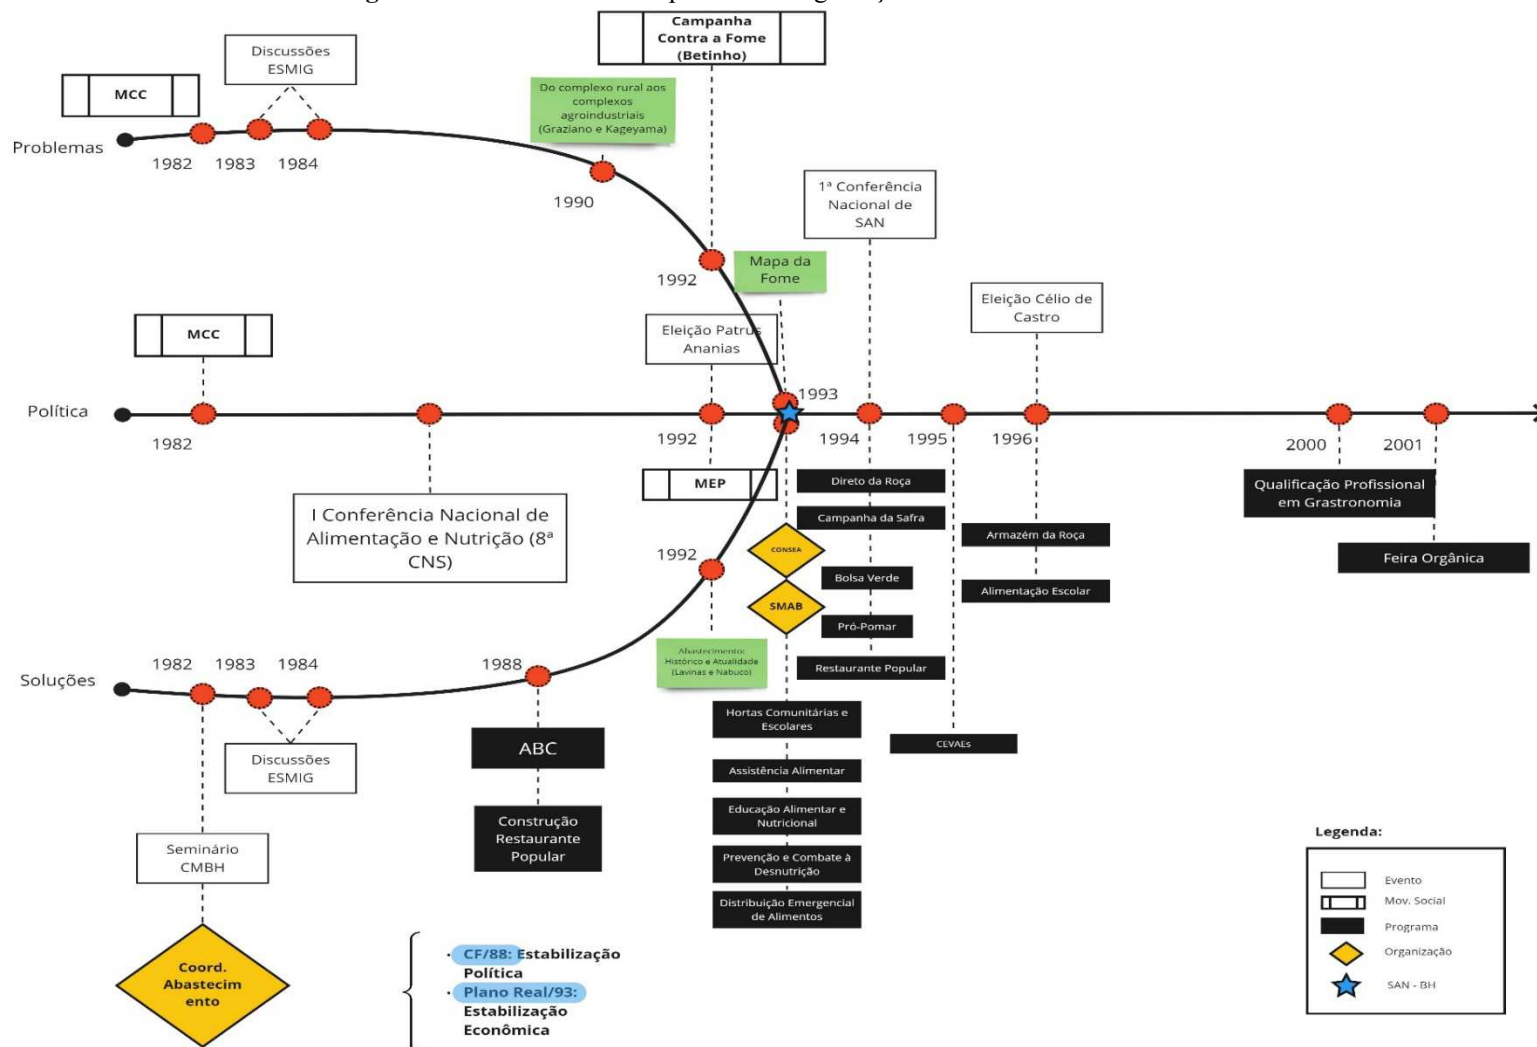 Campanha
Contra a Fome
(Betinho)
Discussões
ESMIG
MCC
Do complexo rural aos
complexos
agroindustriais
(Graziano e Kageyama)
Problemas
1982
1983
1984
1990
1992
1ª Conferência
Nacional de
SAN
Mapa da
Fome
MCC
Eleição Patrus
Ananias
Eleição Célio de
Castro
Política
1982
1992
1993
1994
1995
1996
2000
2001
I Conferência Nacional de
Alimentação e Nutrição (8ª
CNS)
MEP
Direto da Roça
Campanha da Safra
Qualificação Profissional
em Grastronomia
Armazém da Roça
Feira Orgânica
CONSEA
Bolsa Verde
Alimentação Escolar
SMAB
Pró-Pomar
Restaurante Popular
1992
Abastecimento:
Histórico e Atualidade
(Lavinas e Nabuco)
Soluções
1982
1983
1984
1988
Hortas Comunitárias e
Escolares
CEVAEs
Assistência Alimentar
Educação Alimentar e
Nutricional
Prevenção e Combate à
Desnutrição
Distribuição Emergencial
de Alimentos
ABC
Construção
Restaurante
Popular
Discussões
ESMIG
Seminário
CMBH
Coord.
Abastecim
ento
· CF/88: Estabilização
Política
· Plano Real/93:
Estabilização
Econômica
Legenda:
Evento
Mov. Social
Programa
Organização
SAN - BH